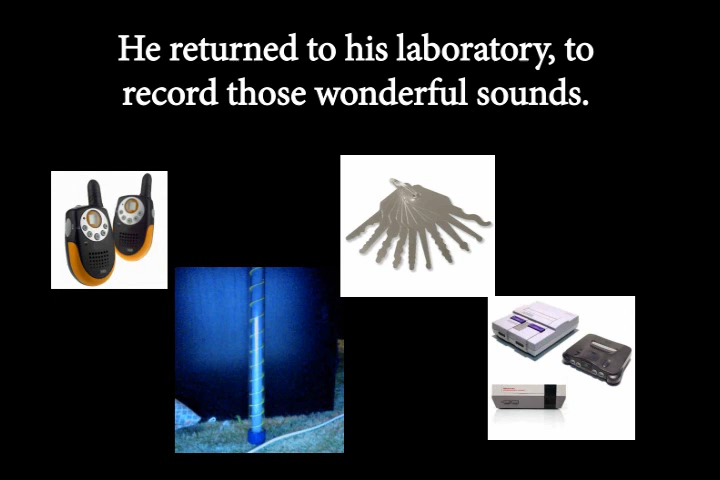 He returned to his laboratory, to
record those wonderful sounds.